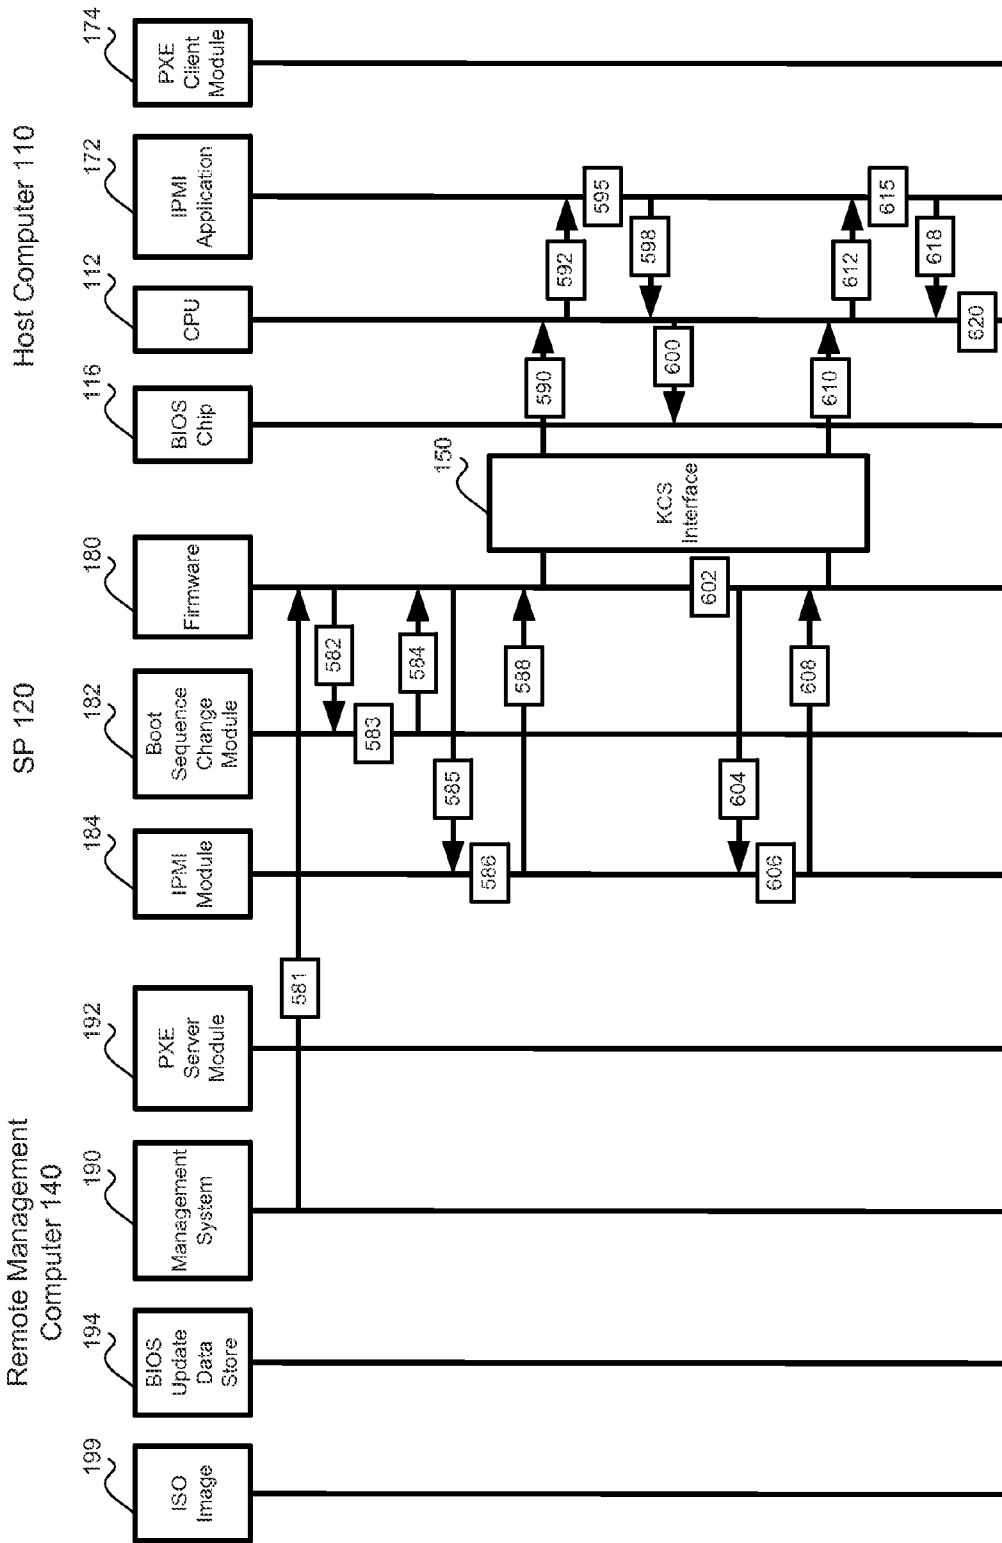 Remote Management
Computer 140
SP 120
Host Computer 110
199
194
190
192
184
182
180
116
112
172
174
ISO
Image
BIOS
Update
Data
Store
Management
System
PXE
Server
Module
IPMI
Module
Boot
Sequence
Change
Module
Firmware
BIOS
Chip
CPU
IPMI
Application
PXE
Client
Module
581
582
583
584
585
586
588
150
KCS
Interface
590
592
595
598
600
602
604
606
608
610
612
615
618
620